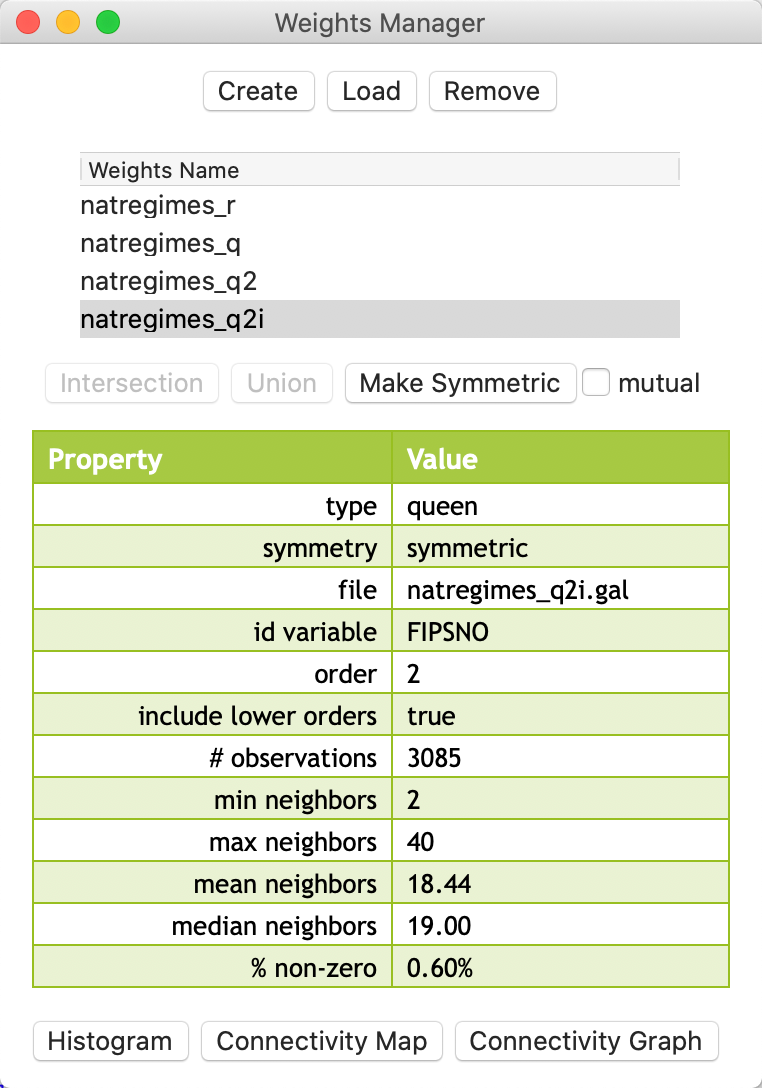 Weights Manager
Create Load Remove
Weights Name
natregimes_r
natregimes_q
natregimes_q2
natregimes_q2i
Intersection Union Make Symmetric mutual
Property Value
type queen
symmetry symmetric
file natregimes_q2i.gal
id variable FIPSNO
order 2
include lower orders true
# observations 3085
min neighbors 2
max neighbors 40
mean neighbors 18.44
median neighbors 19.00
% non-zero 0.60%
Histogram Connectivity Map Connectivity Graph